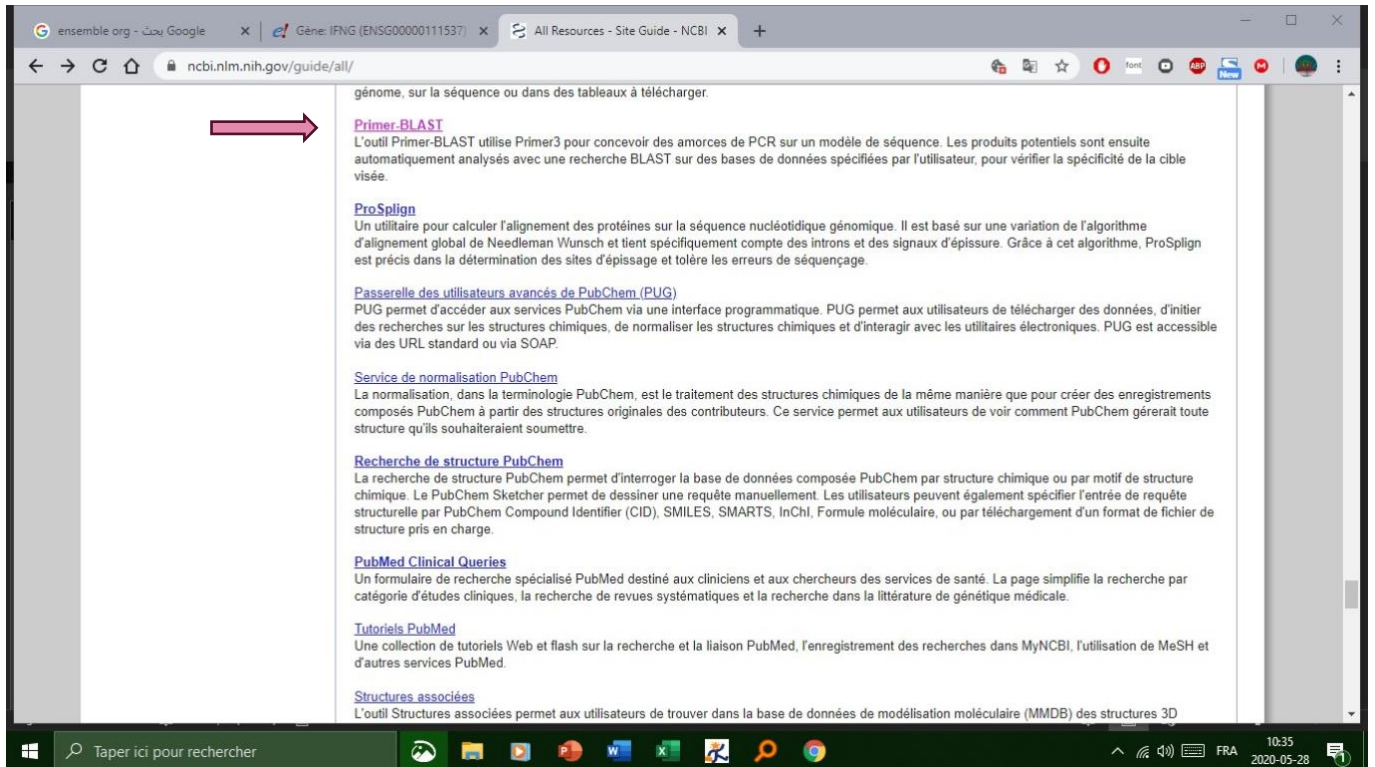 ensemble org - بحث Google
Gène: IFNG (ENSG00000111537)
All Resources - Site Guide - NCBI
ncbi.nlm.nih.gov/guide/all/
font
ABP
New
génome, sur la séquence ou dans des tableaux à télécharger.
Primer-BLAST
L'outil Primer-BLAST utilise Primer3 pour concevoir des amorces de PCR sur un modèle de séquence. Les produits potentiels sont ensuite
automatiquement analysés avec une recherche BLAST sur des bases de données spécifiées par l'utilisateur, pour vérifier la spécificité de la cible
visée.
ProSplign
Un utilitaire pour calculer l'alignement des protéines sur la séquence nucléotidique génomique. Il est basé sur une variation de l'algorithme
d'alignement global de Needleman Wunsch et tient spécifiquement compte des introns et des signaux d'épissure. Grâce à cet algorithme, ProSplign
est précis dans la détermination des sites d'épissage et tolère les erreurs de séquençage.
Passerelle des utilisateurs avancés de PubChem (PUG)
PUG permet d'accéder aux services PubChem via une interface programmatique. PUG permet aux utilisateurs de télécharger des données, d'initier
des recherches sur les structures chimiques, de normaliser les structures chimiques et d'interagir avec les utilitaires électroniques. PUG est accessible
via des URL standard ou via SOAP.
Service de normalisation PubChem
La normalisation, dans la terminologie PubChem, est le traitement des structures chimiques de la même manière que pour créer des enregistrements
composés PubChem à partir des structures originales des contributeurs. Ce service permet aux utilisateurs de voir comment PubChem gérerait toute
structure qu'ils souhaiteraient soumettre.
Recherche de structure PubChem
La recherche de structure PubChem permet d'interroger la base de données composée PubChem par structure chimique ou par motif de structure
chimique. Le PubChem Sketcher permet de dessiner une requête manuellement. Les utilisateurs peuvent également spécifier l'entrée de requête
structurelle par PubChem Compound Identifier (CID), SMILES, SMARTS, InChI, Formule moléculaire, ou par téléchargement d'un format de fichier de
structure pris en charge.
PubMed Clinical Queries
Un formulaire de recherche spécialisé PubMed destiné aux cliniciens et aux chercheurs des services de santé. La page simplifie la recherche par
catégorie d'études cliniques, la recherche de revues systématiques et la recherche dans la littérature de génétique médicale.
Tutoriels PubMed
Une collection de tutoriels Web et flash sur la recherche et la liaison PubMed, l'enregistrement des recherches dans MyNCBI, l'utilisation de MeSH et
d'autres services PubMed.
Structures associées
L'outil Structures associées permet aux utilisateurs de trouver dans la base de données de modélisation moléculaire (MMDB) des structures 3D
Taper ici pour rechercher
FRA
10:35
2020-05-28